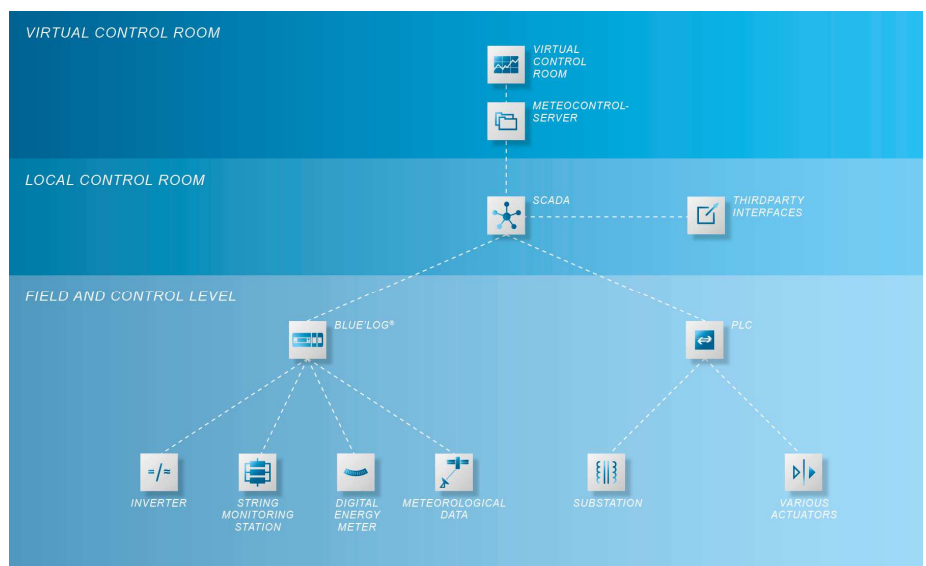 VIRTUAL CONTROL ROOM
VIRTUAL
CONTROL
ROOM
METEOCONTROL-
SERVER
LOCAL CONTROL ROOM
SCADA
THIRDPARTY
INTERFACES
FIELD AND CONTROL LEVEL
BLUE'LOG®
PLC
=/=
INVERTER
STRING
MONITORING
STATION
DIGITAL
ENERGY
METER
METEOROLOGICAL
DATA
SUBSTATION
VARIOUS
ACTUATORS